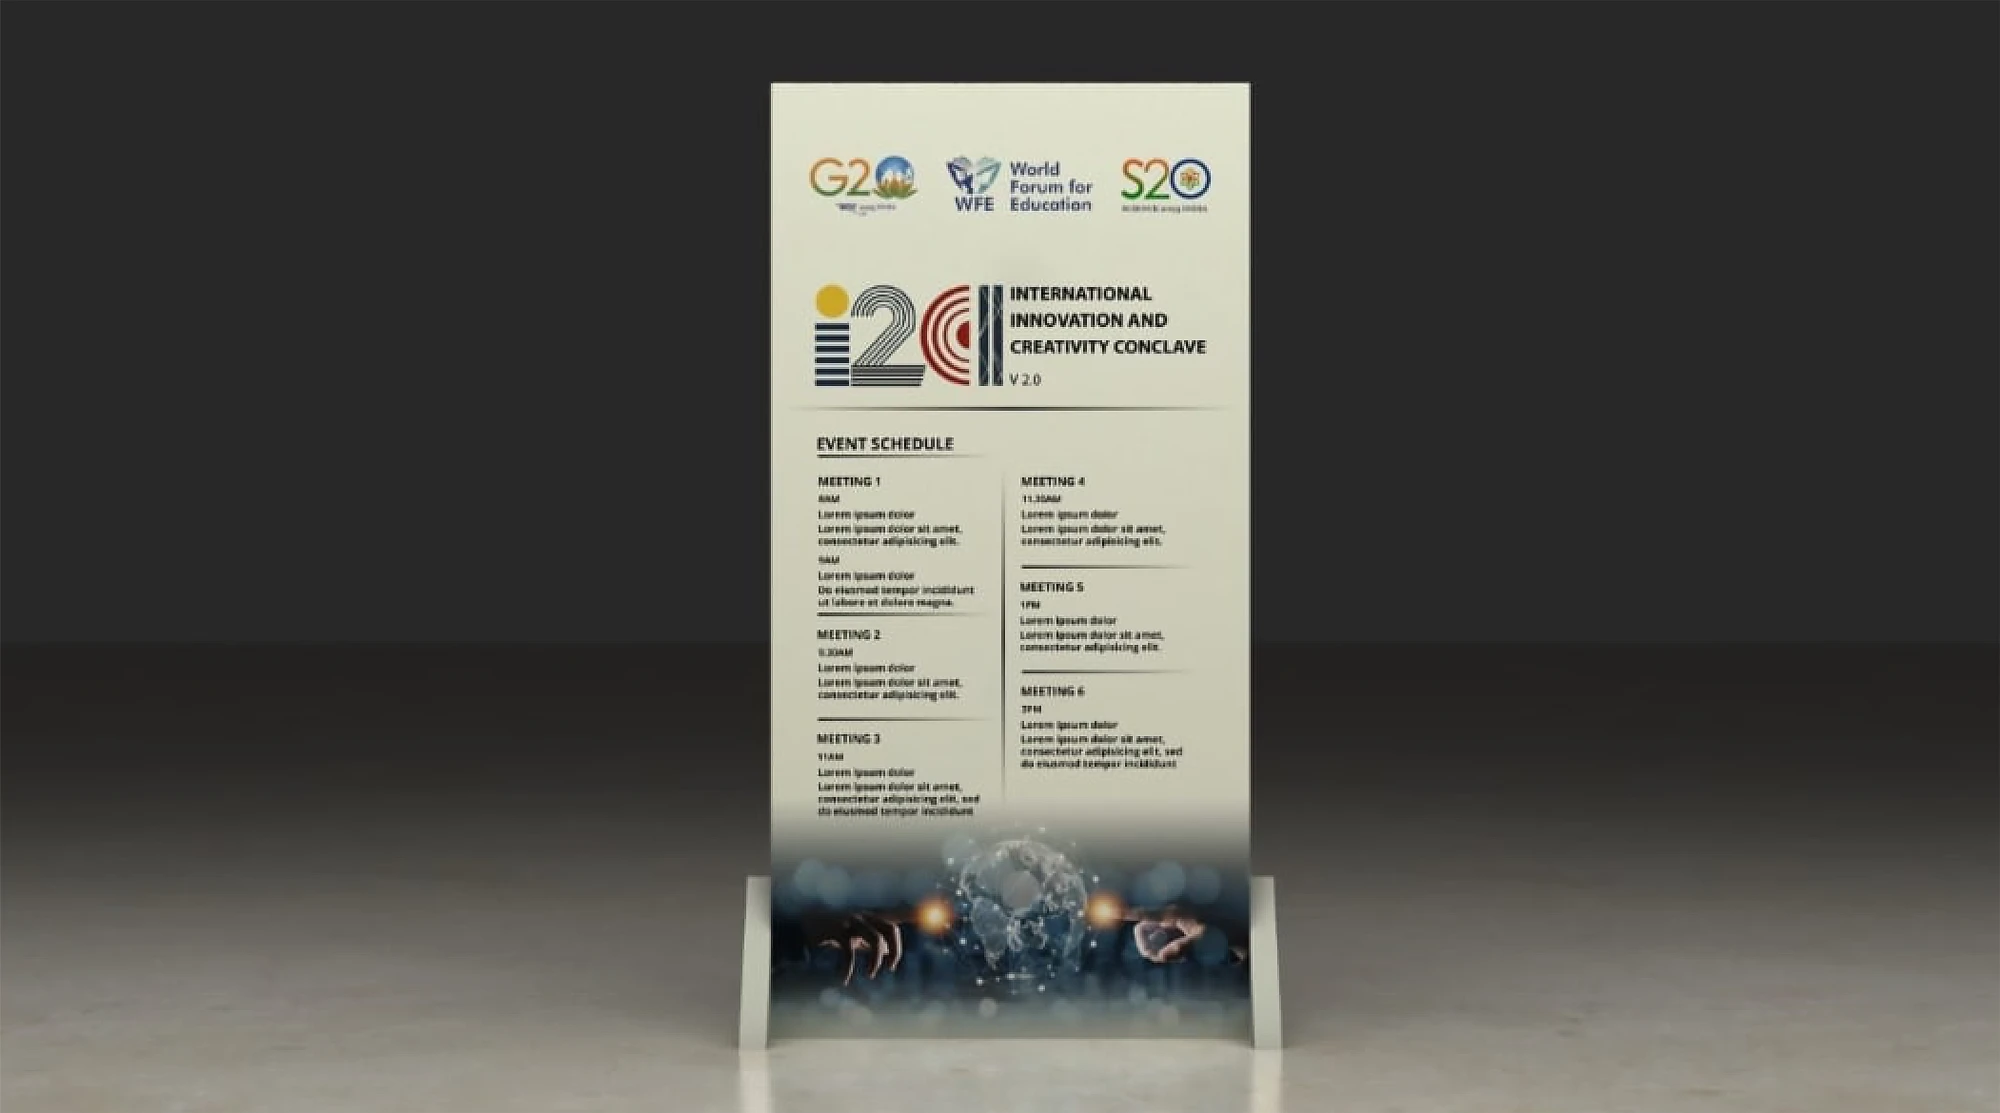 G20
WFE
World
Forum for
Education
S20
i2C
INTERNATIONAL
INNOVATION AND
CREATIVITY CONCLAVE
V 2.0
EVENT SCHEDULE
MEETING 1
8AM
Lorem ipsum dolor
Lorem ipsum dolor sit amet,
consectetur adipisicing elit.
9AM
Lorem ipsum dolor
Do eiusmod tempor incididunt
ut labore et dolore magna.
MEETING 2
9.30AM
Lorem ipsum dolor
Lorem ipsum dolor sit amet,
consectetur adipisicing elit.
MEETING 3
11AM
Lorem ipsum dolor
Lorem ipsum dolor sit amet,
consectetur adipisicing elit, sed
do eiusmod tempor incididunt
MEETING 4
11.30AM
Lorem ipsum dolor
Lorem ipsum dolor sit amet,
consectetur adipisicing elit.
MEETING 5
1PM
Lorem ipsum dolor
Lorem ipsum dolor sit amet,
consectetur adipisicing elit.
MEETING 6
3PM
Lorem ipsum dolor
Lorem ipsum dolor sit amet,
consectetur adipisicing elit, sed
do eiusmod tempor incididunt